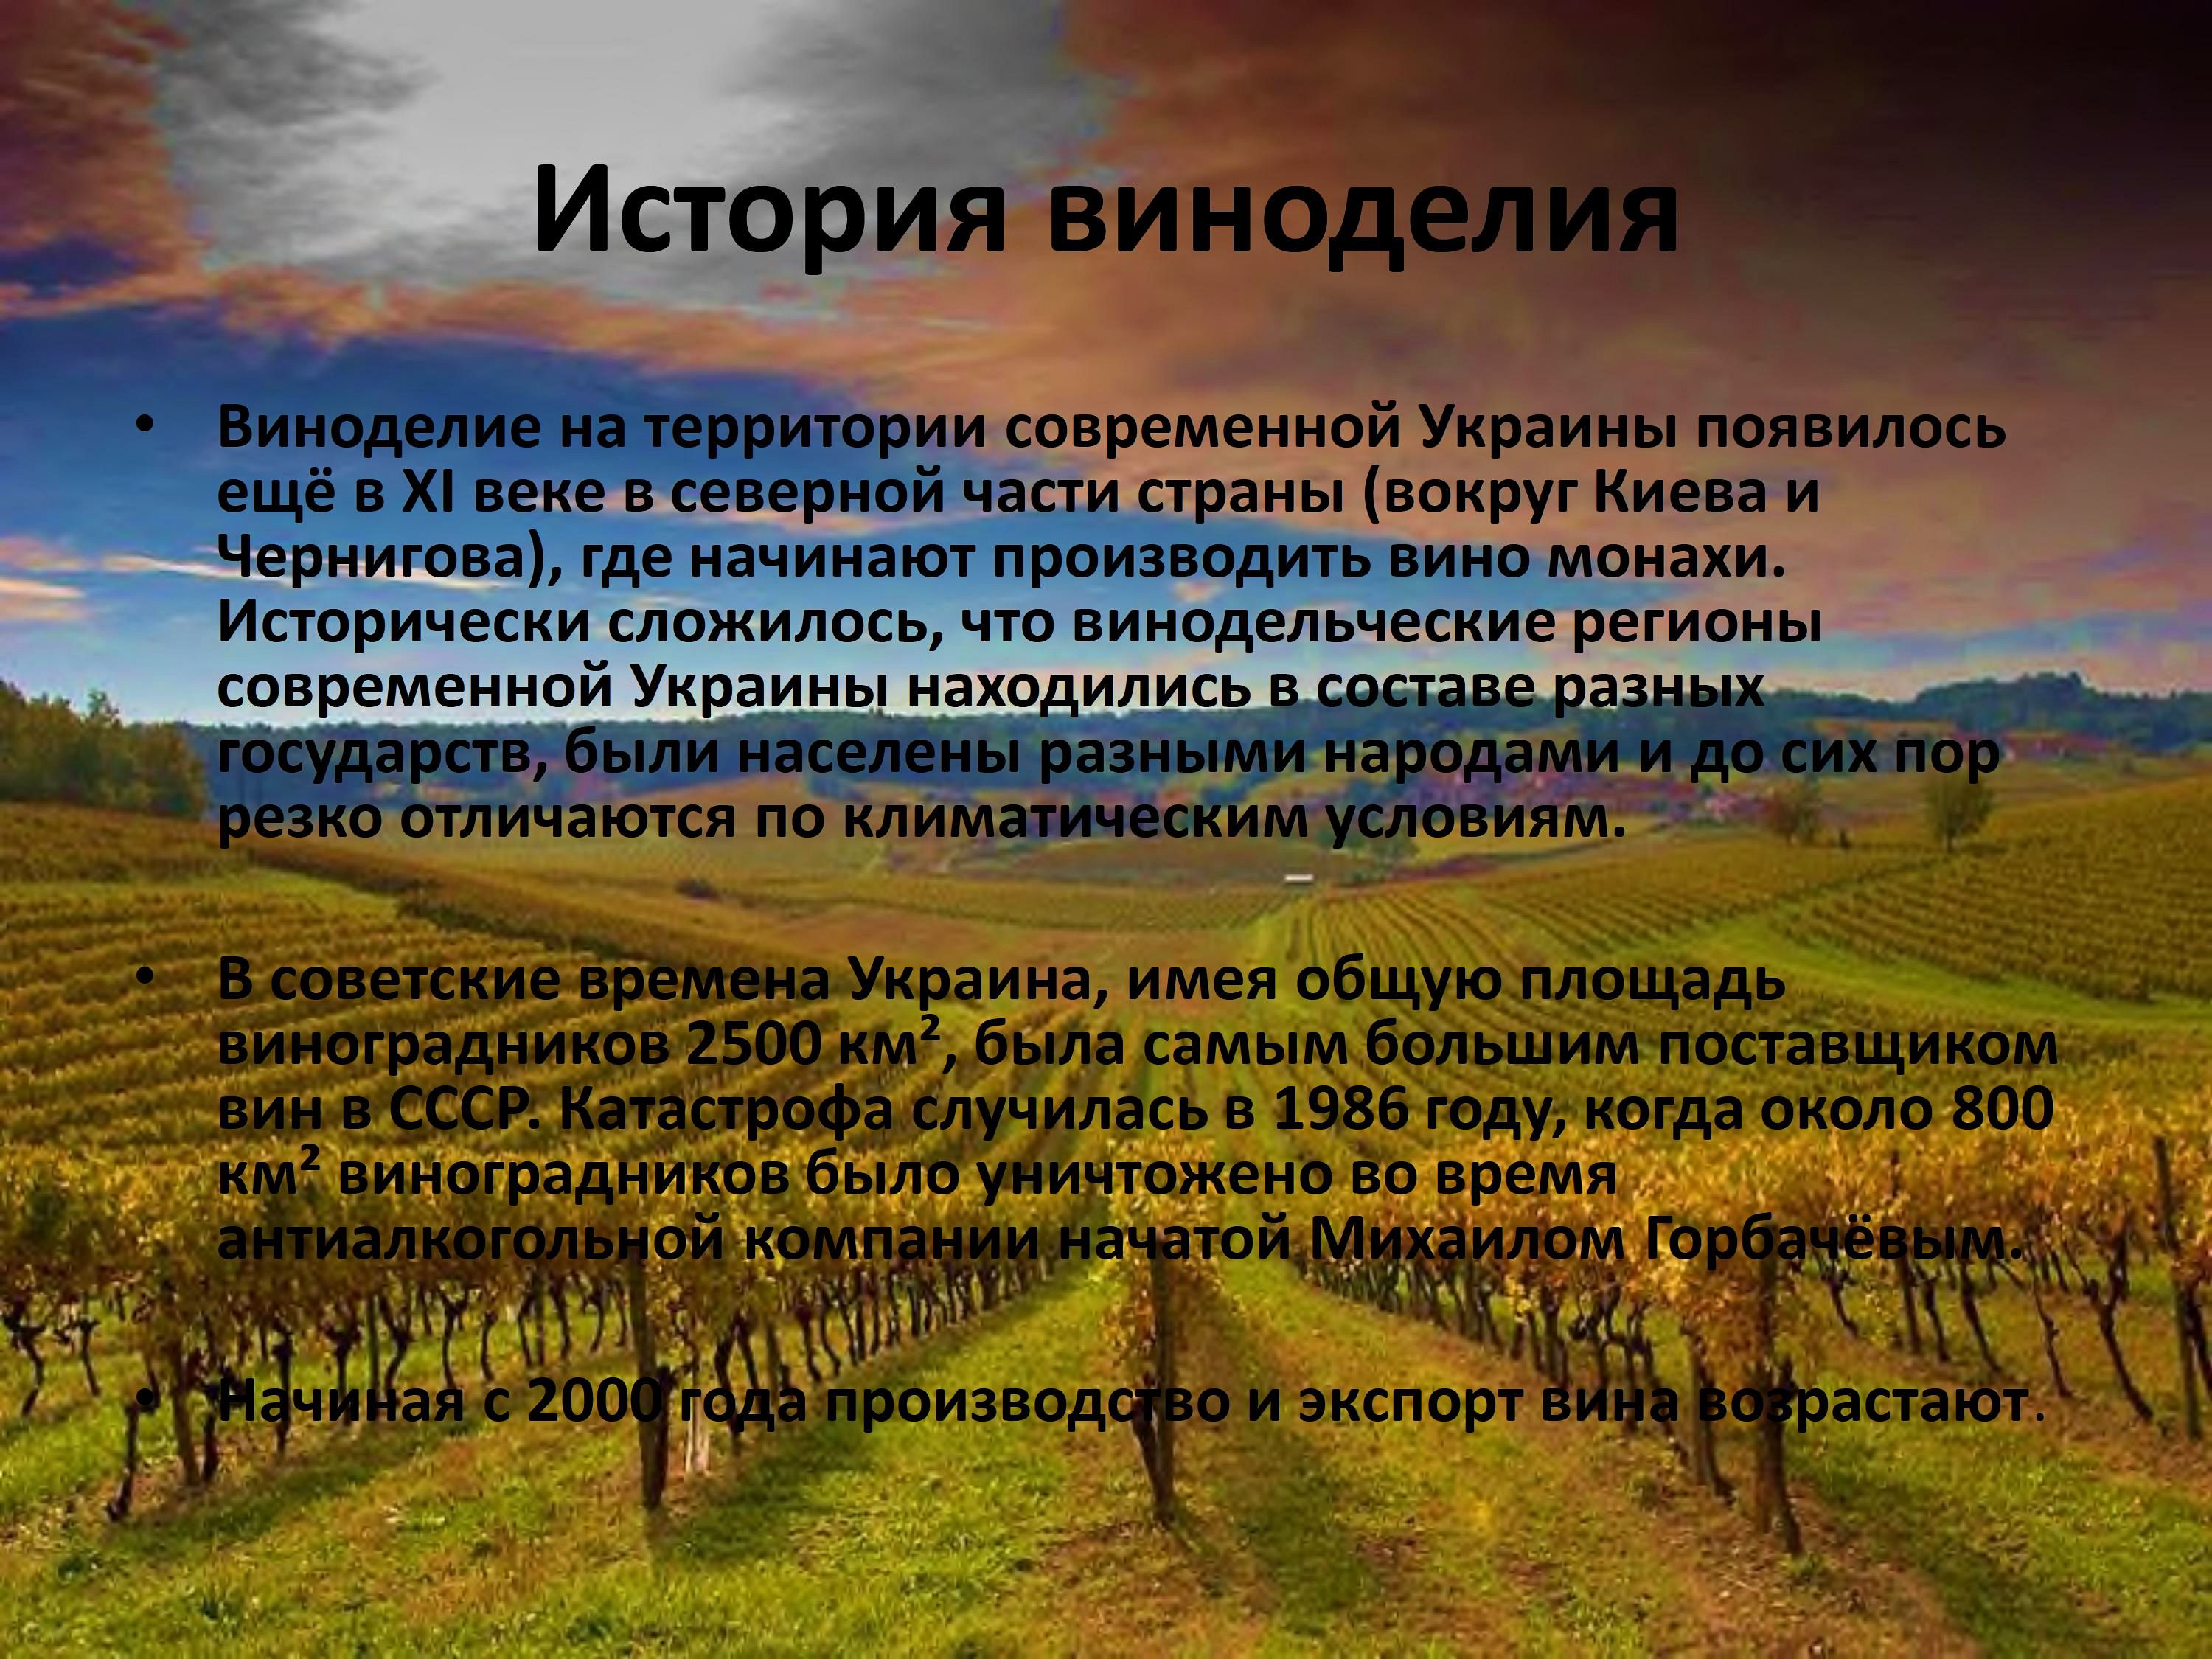 История виноделия
• Виноделие на территории современной Украины появилось
ещё в XI веке в северной части страны (вокруг Киева и
Чернигова), где начинают производить вино монахи.
Исторически сложилось, что винодельческие регионы
современной Украины находились в составе разных
государств, были населены разными народами и до сих пор
резко отличаются по климатическим условиям.
• В советские времена Украина, имея общую площадь
виноградников 2500 км², была самым большим поставщиком
вин в СССР. Катастрофа случилась в 1986 году, когда около 800
км² виноградников было уничтожено во время
антиалкогольной компании начатой Михаилом Горбачёвым.
• Начиная с 2000 года производство и экспорт вина возрастают.